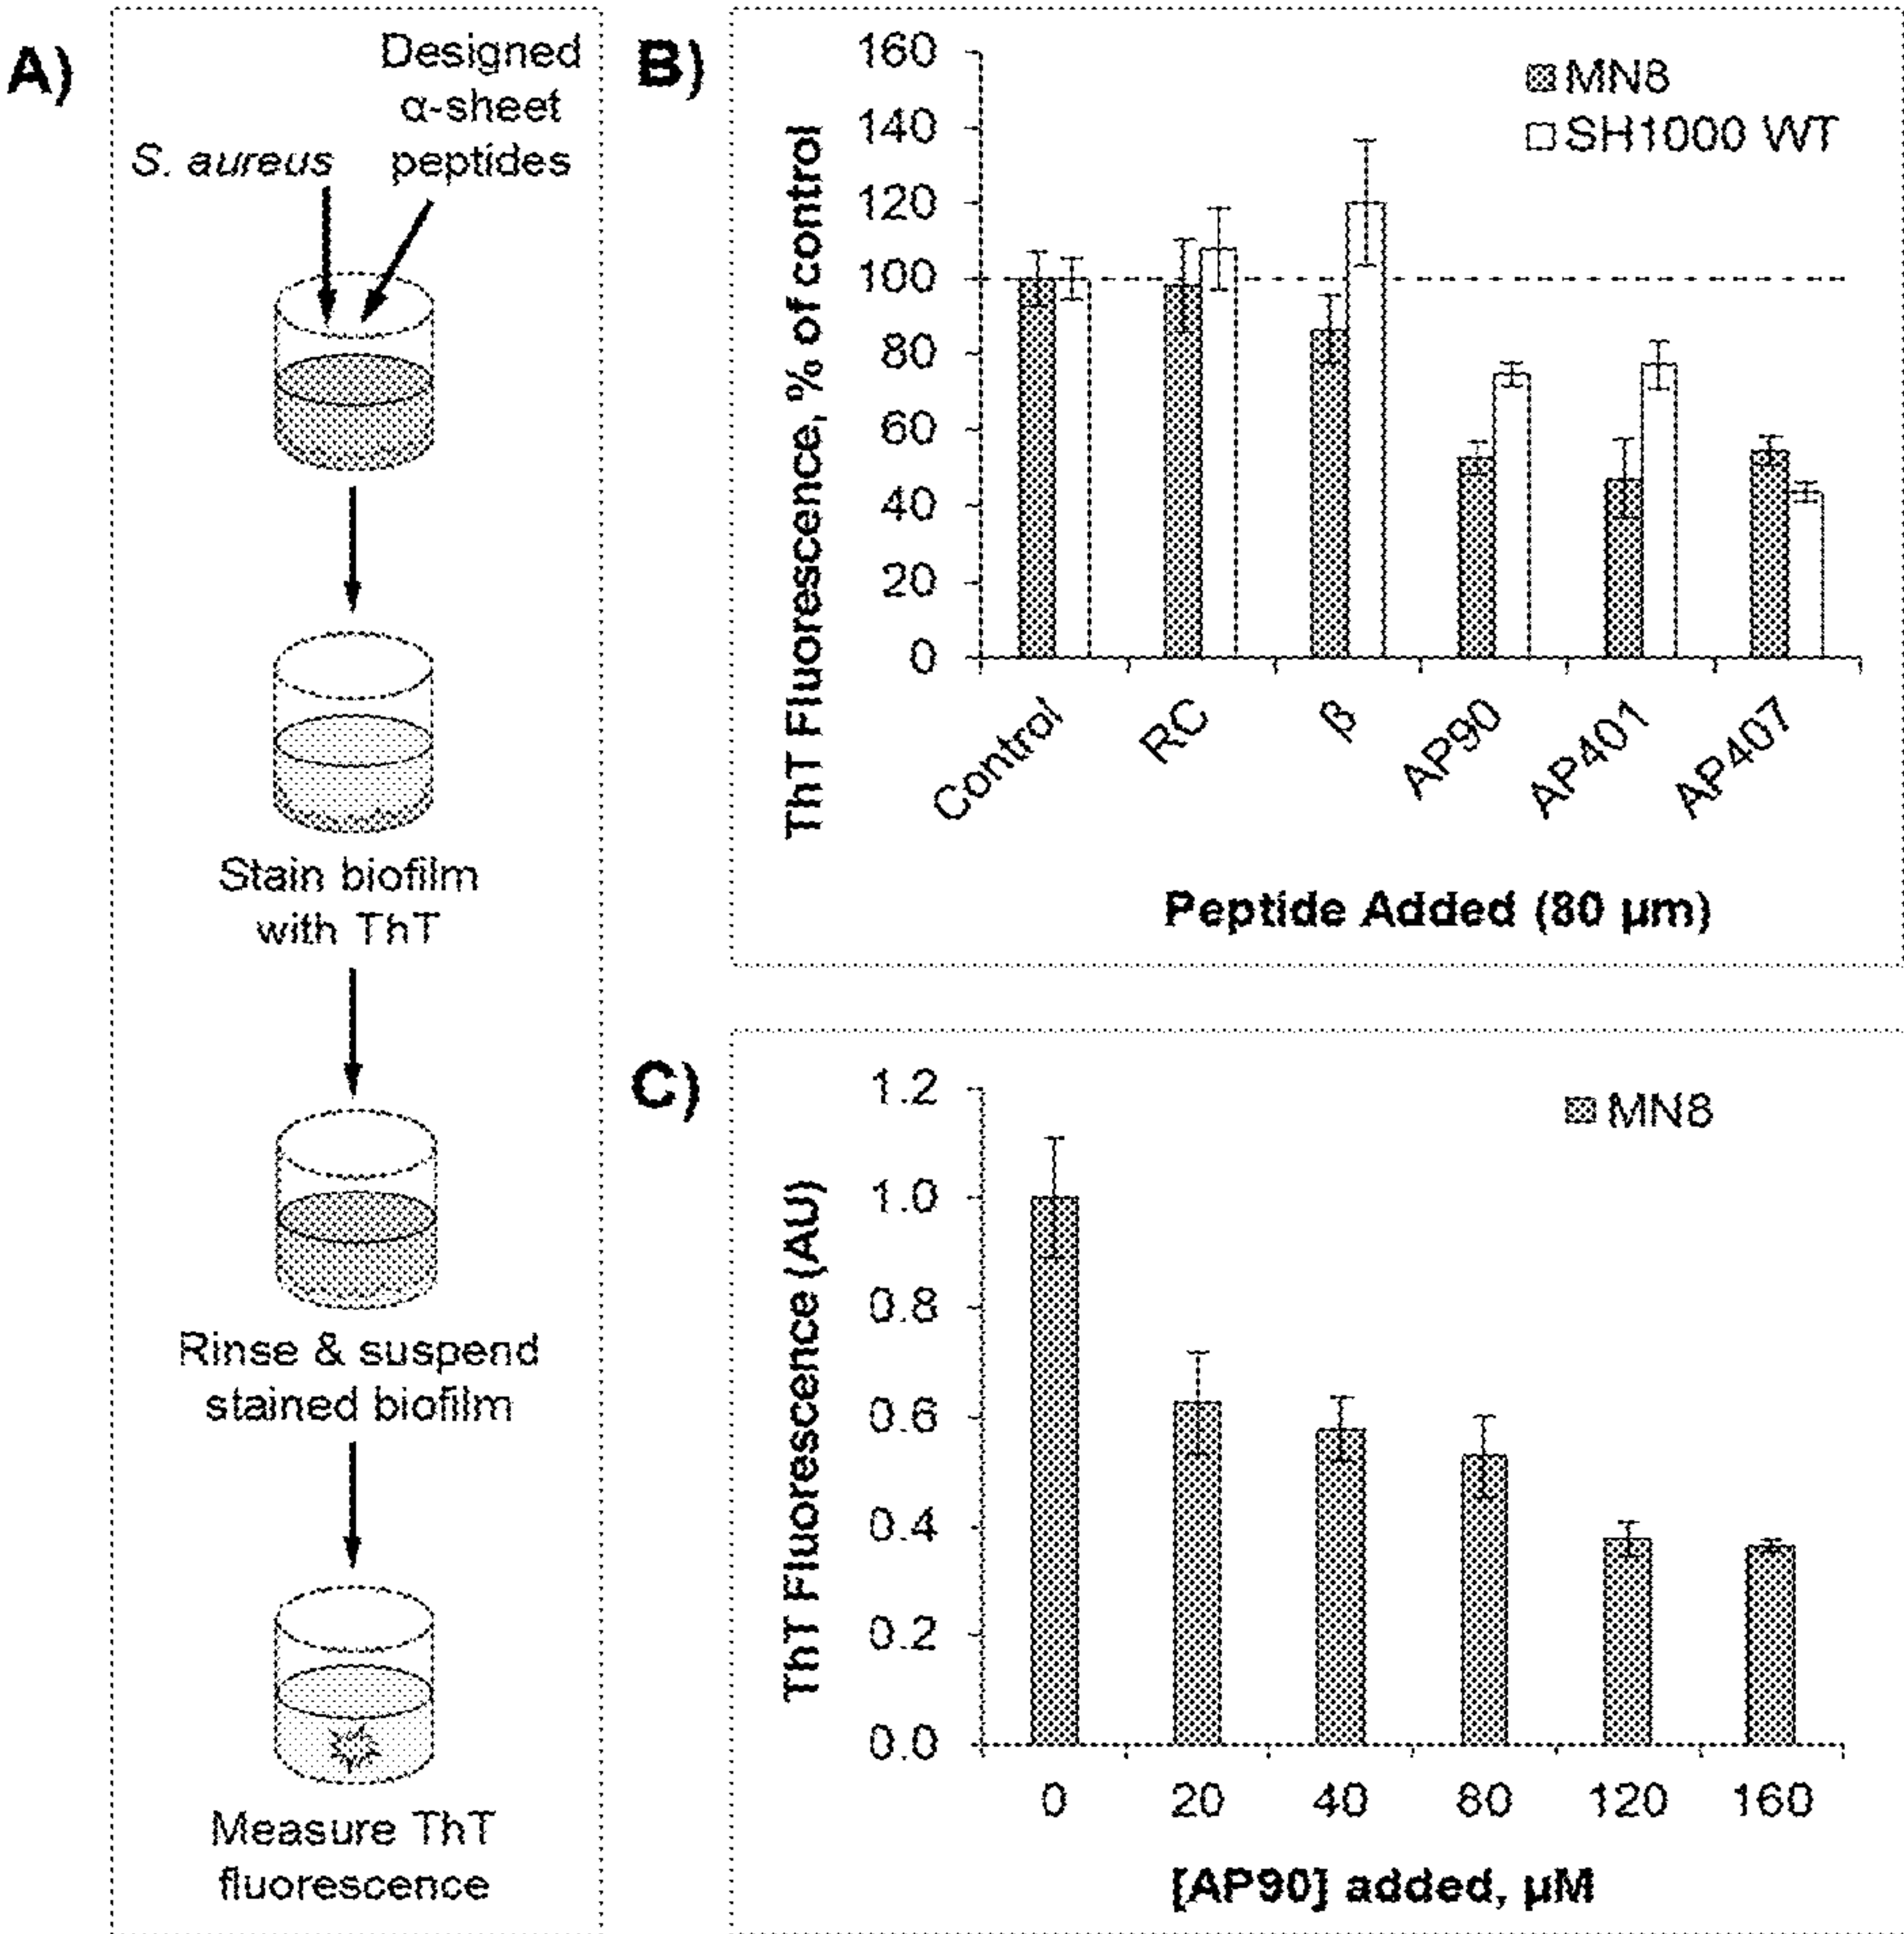 A)
Designed
α-sheet
peptides
S. aureus
Stain biofilm
with ThT
Rinse & suspend
stained biofilm
Measure ThT
fluorescence
B)
ThT Fluorescence, % of control
160
140
120
100
80
60
40
20
0
MN8
SH1000 WT
Control
RC
β
AP90
AP401
AP407
Peptide Added (80 μm)
C)
ThT Fluorescence (AU)
1.2
1.0
0.8
0.6
0.4
0.2
0.0
MN8
0
20
40
80
120
160
[AP90] added, μM